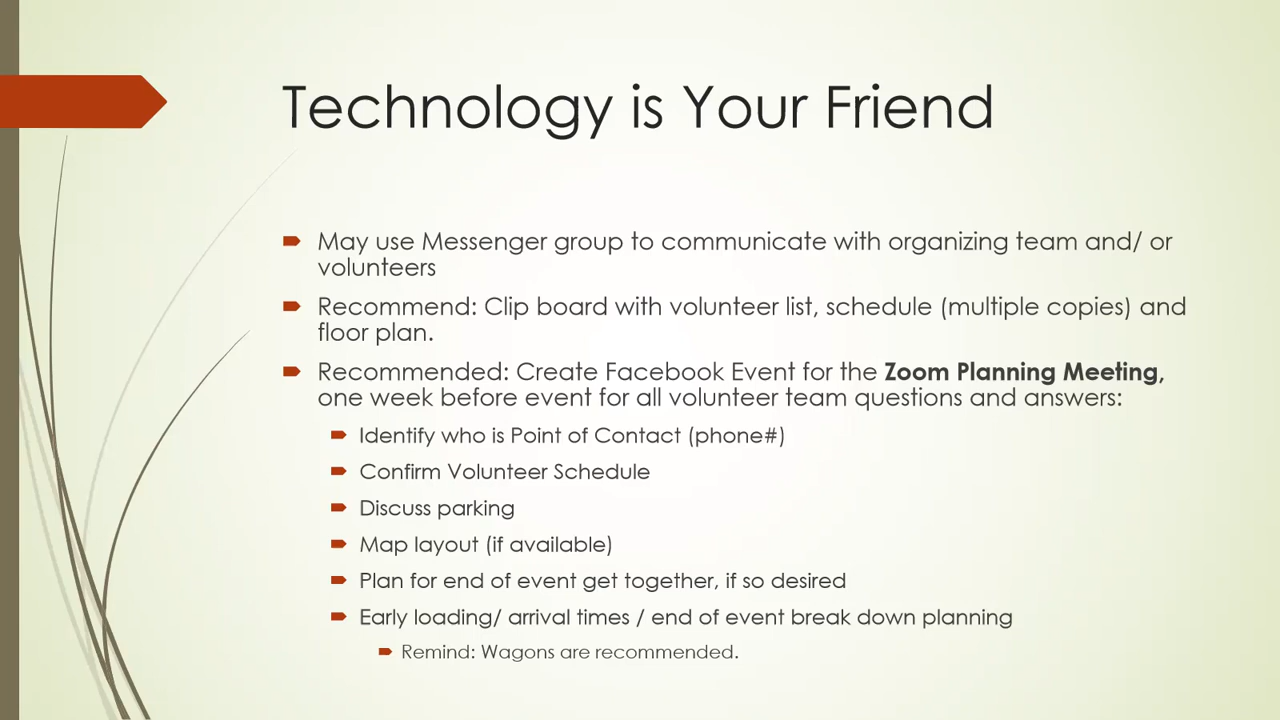 Technology is Your Friend
May use Messenger group to communicate with organizing team and/ or
volunteers
Recommend: Clip board with volunteer list, schedule (multiple copies) and
floor plan.
Recommended: Create Facebook Event for the Zoom Planning Meeting,
one week before event for all volunteer team questions and answers:
Identify who is Point of Contact (phone#)
Confirm Volunteer Schedule
Discuss parking
Map layout (if available)
Plan for end of event get together, if so desired
Early loading/ arrival times / end of event break down planning
Remind: Wagons are recommended.